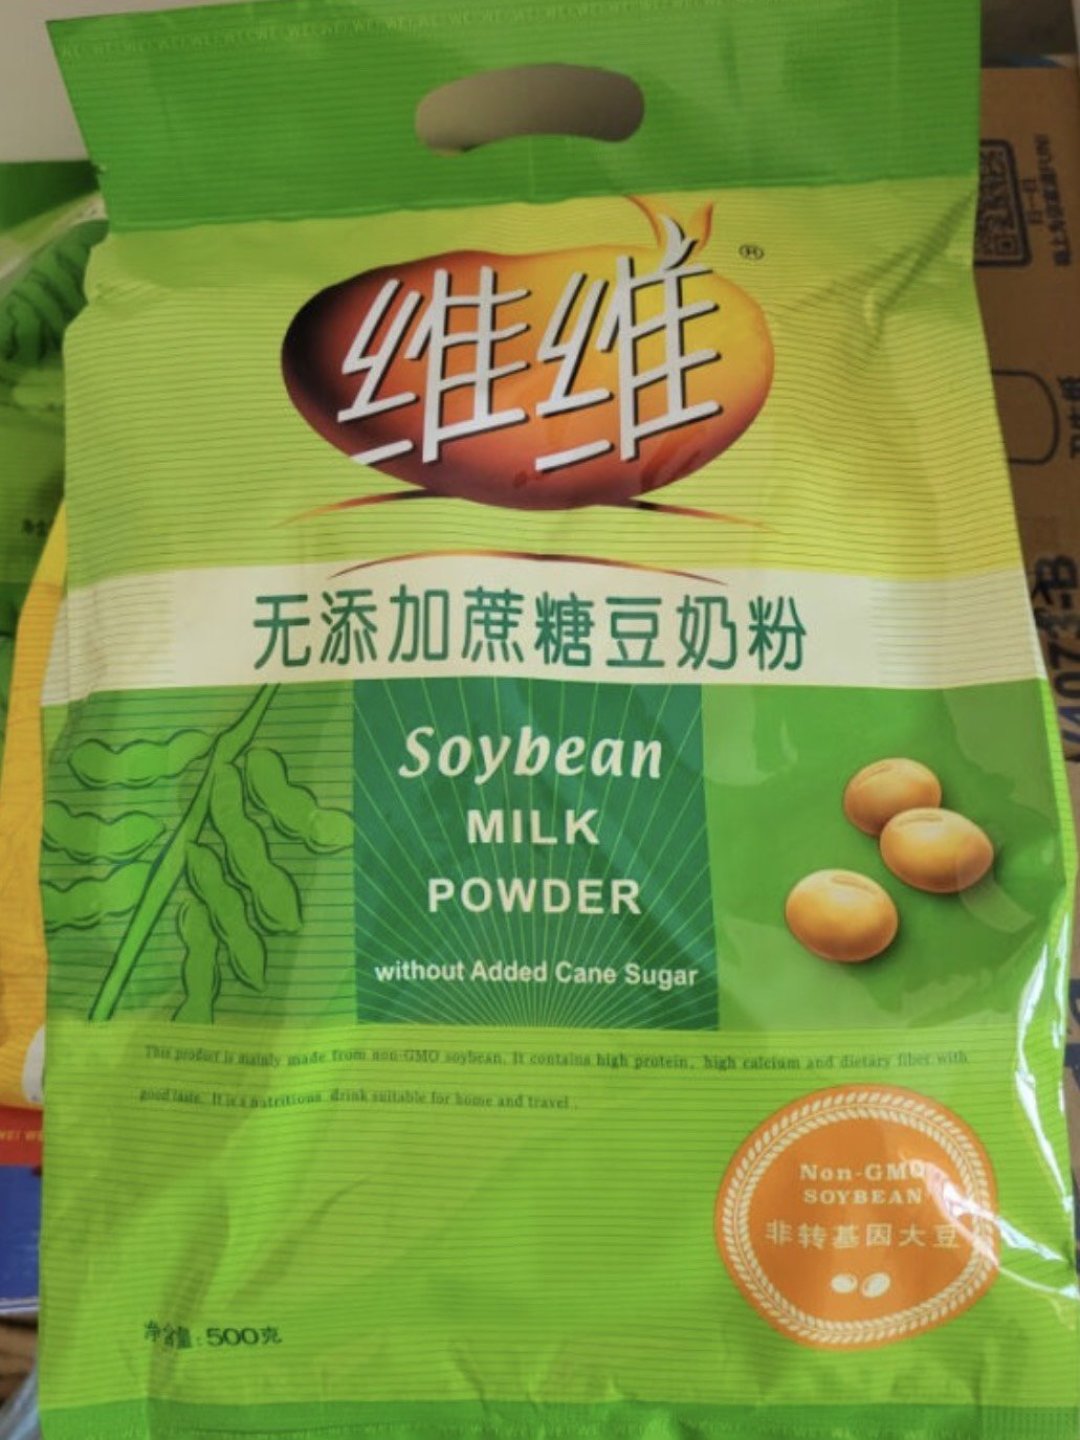 维维®
无添加蔗糖豆奶粉
Soybean
MILK
POWDER
without Added Cane Sugar
This product is mainly made from non-GMO soybean. It contains high protein, high calcium and dietary fiber with
good taste. It is a nutritious drink suitable for home and travel.
Non-GMO
SOYBEAN
非转基因大豆
净含量:500克
扫一扫